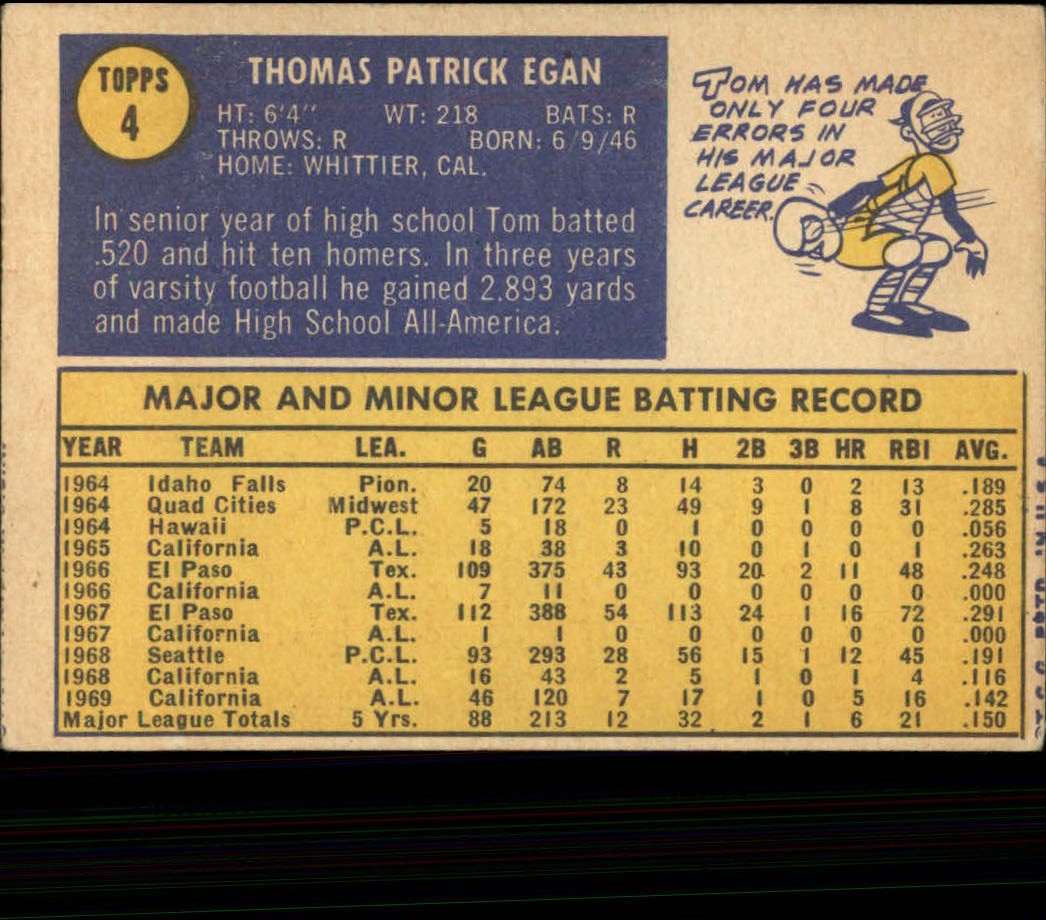 TOPPS
4
THOMAS PATRICK EGAN
HT: 6'4" WT: 218 BATS: R
THROWS: R BORN: 6/9/46
HOME: WHITTIER, CAL.
In senior year of high school Tom batted
.520 and hit ten homers. In three years
of varsity football he gained 2,893 yards
and made High School All-America.
TOM HAS MADE
ONLY FOUR
ERRORS IN
HIS MAJOR
LEAGUE
CAREER.
MAJOR AND MINOR LEAGUE BATTING RECORD
YEAR TEAM LEA. G AB R H 2B 3B HR RBI AVG.
1964 Idaho Falls Pion. 20 74 8 14 3 0 2 13 .189
1964 Quad Cities Midwest 47 172 23 49 9 1 8 31 .285
1964 Hawaii P.C.L. 5 18 0 1 0 0 0 0 .056
1965 California A.L. 18 38 3 10 0 1 0 1 .263
1966 El Paso Tex. 109 375 43 93 20 2 11 48 .248
1966 California A.L. 7 11 0 0 0 0 0 0 .000
1967 El Paso Tex. 112 388 54 113 24 1 16 72 .291
1967 California A.L. 1 1 0 0 0 0 0 0 .000
1968 Seattle P.C.L. 93 293 28 56 15 1 12 45 .191
1968 California A.L. 16 43 2 5 1 0 1 4 .116
1969 California A.L. 46 120 7 17 1 0 5 16 .142
Major League Totals 5 Yrs. 88 213 12 32 2 1 6 21 .150